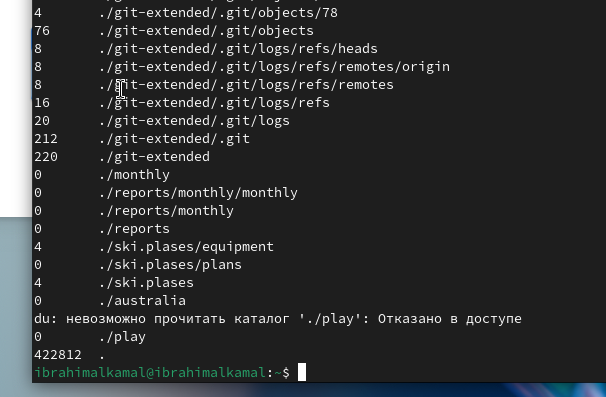 4 ./git-extended/.git/objects/78
76 ./git-extended/.git/objects
8 ./git-extended/.git/logs/refs/heads
8 ./git-extended/.git/logs/refs/remotes/origin
8 ./git-extended/.git/logs/refs/remotes
16 ./git-extended/.git/logs/refs
20 ./git-extended/.git/logs
212 ./git-extended/.git
220 ./git-extended
0 ./monthly
0 ./reports/monthly/monthly
0 ./reports/monthly
0 ./reports
4 ./ski.plases/equipment
0 ./ski.plases/plans
4 ./ski.plases
0 ./australia
du: невозможно прочитать каталог './play': Отказано в доступе
0 ./play
422812 .
ibrahimalkamal@ibrahimalkamal:~$